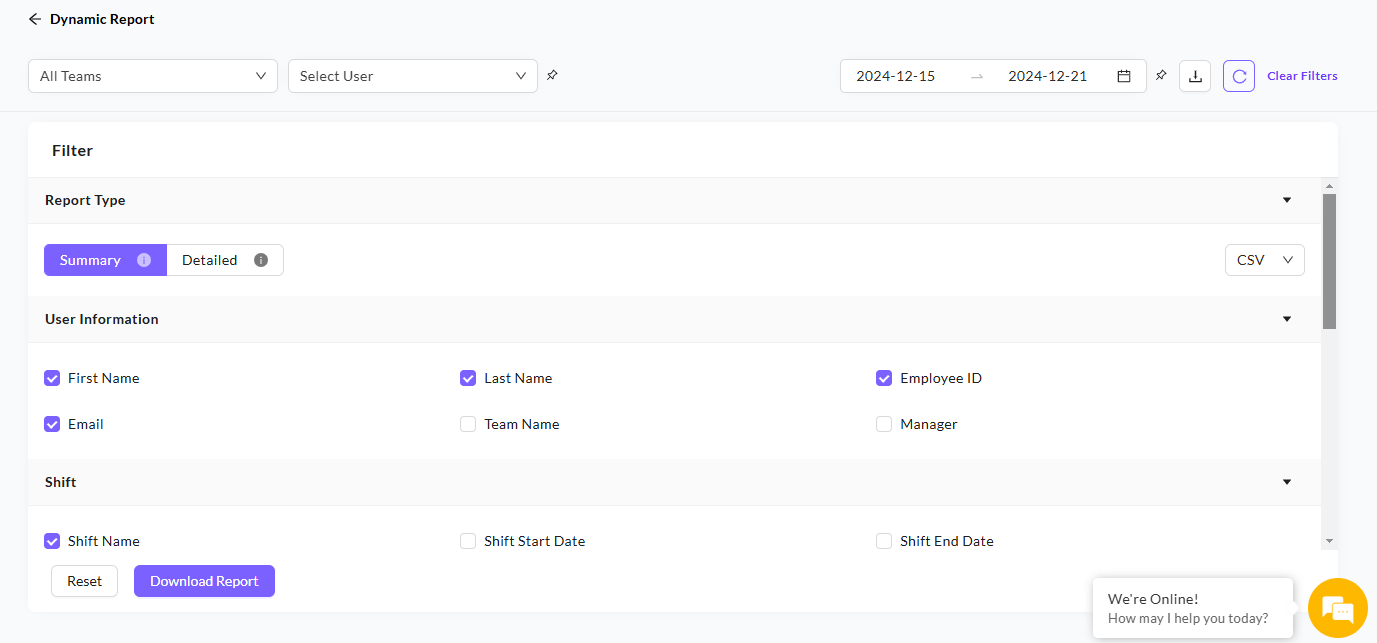 Dynamic Report
All Teams
Select User
2024-12-15
2024-12-21
Clear Filters
Filter
Report Type
Summary
Detailed
CSV
User Information
First Name
Last Name
Employee ID
Email
Team Name
Manager
Shift
Shift Name
Shift Start Date
Shift End Date
Reset
Download Report
We're Online!
How may I help you today?